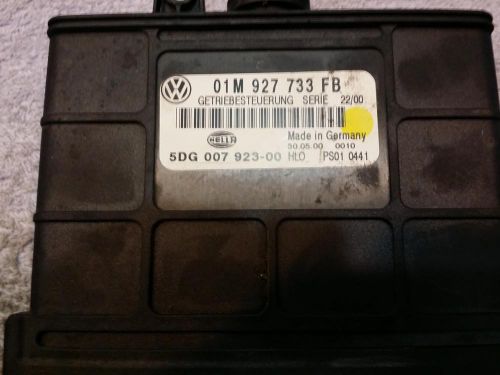 01M 927 733 FB
GETRIEBESTEUERUNG SERIE 22/00
HELLA
Made in Germany
30.05.00 0010
5DG 007 923-00 HLO PS01 0441